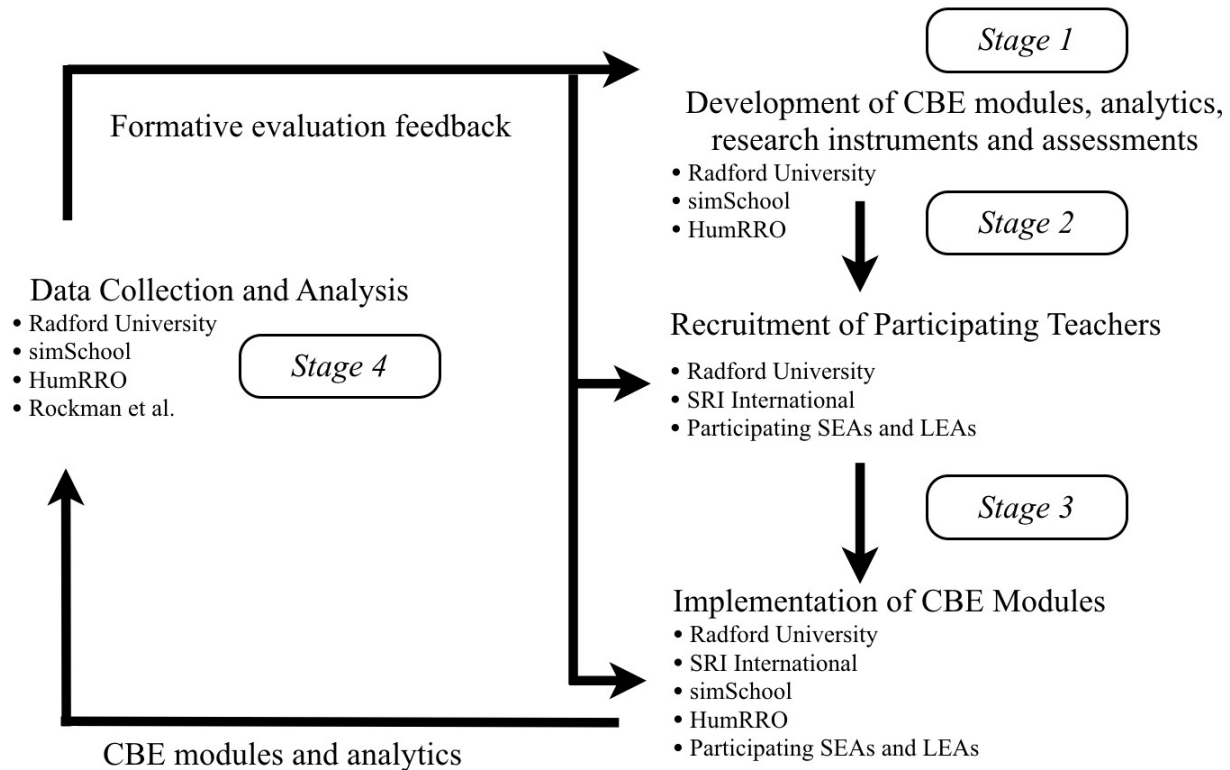 Stage 1
Development of CBE modules, analytics,
research instruments and assessments
• Radford University
• simSchool
• HumRRO
Stage 2
Formative evaluation feedback
Data Collection and Analysis
• Radford University
• simSchool
• HumRRO
• Rockman et al.
Stage 4
Recruitment of Participating Teachers
• Radford University
• SRI International
• Participating SEAs and LEAs
Stage 3
Implementation of CBE Modules
• Radford University
• SRI International
• simSchool
• HumRRO
• Participating SEAs and LEAs
CBE modules and analytics